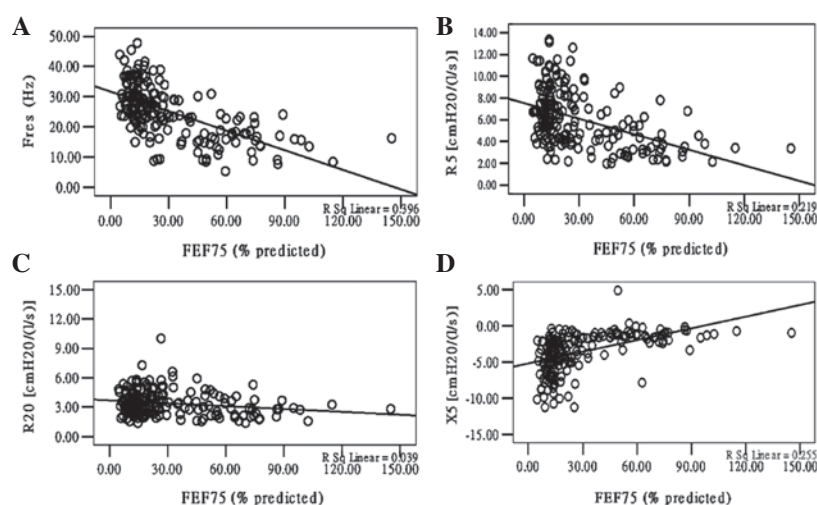 A
50.00
40.00
30.00
20.00
10.00
0.00
Fres (Hz)
0.00 30.00 60.00 90.00 120.00 150.00
R Sq Linear = 0.396
FEF75 (% predicted)
B
14.00
12.00
10.00
8.00
6.00
4.00
2.00
0.00
R5 [cmH20/(l/s)]
0.00 30.00 60.00 90.00 120.00 150.00
R Sq Linear = 0.219
FEF75 (% predicted)
C
15.00
12.00
9.00
6.00
3.00
0.00
R20 [cmH20/(l/s)]
0.00 30.00 60.00 90.00 120.00 150.00
R Sq Linear = 0.039
FEF75 (% predicted)
D
5.00
0.00
-5.00
-10.00
-15.00
X5 [cmH20/(l/s)]
0.00 30.00 60.00 90.00 120.00 150.00
R Sq Linear = 0.255
FEF75 (% predicted)